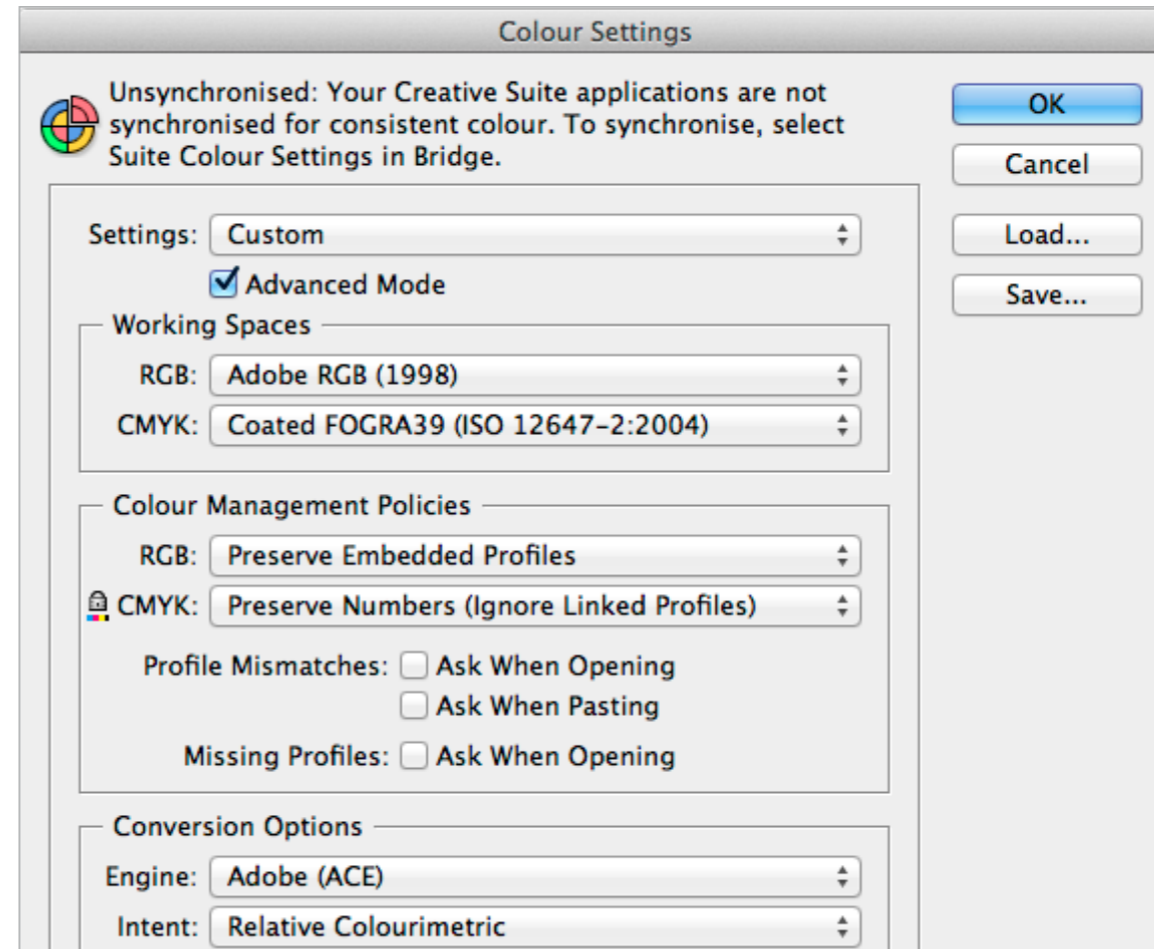 Colour Settings
Unsynchronised: Your Creative Suite applications are not
synchronised for consistent colour. To synchronise, select
Suite Colour Settings in Bridge.
OK
Cancel
Load...
Save...
Settings: Custom
Advanced Mode
Working Spaces
RGB: Adobe RGB (1998)
CMYK: Coated FOGRA39 (ISO 12647-2:2004)
Colour Management Policies
RGB: Preserve Embedded Profiles
CMYK: Preserve Numbers (Ignore Linked Profiles)
Profile Mismatches: Ask When Opening
Ask When Pasting
Missing Profiles: Ask When Opening
Conversion Options
Engine: Adobe (ACE)
Intent: Relative Colourimetric